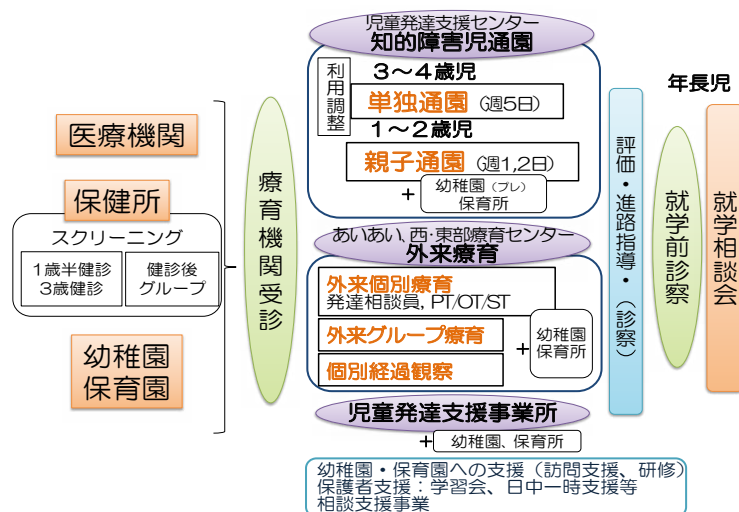 医療機関
保健所
スクリーニング
1歳半健診
3歳健診
健診後
グループ
幼稚園
保育園
療育機関受診
児童発達支援センター
知的障害児通園
利用調整
3〜4歳児
単独通園 (週5日)
1〜2歳児
親子通園 (週1,2日)
+
幼稚園 (プレ)
保育所
あいあい、西・東部療育センター
外来療育
外来個別療育
発達相談員, PT/OT/ST
外来グループ療育
個別経過観察
+
幼稚園
保育所
児童発達支援事業所
+ 幼稚園、保育所
幼稚園・保育園への支援（訪問支援、研修）
保護者支援：学習会、日中一時支援等
相談支援事業
評価・進路指導・（診察）
年長児
就学前診察
就学相談会